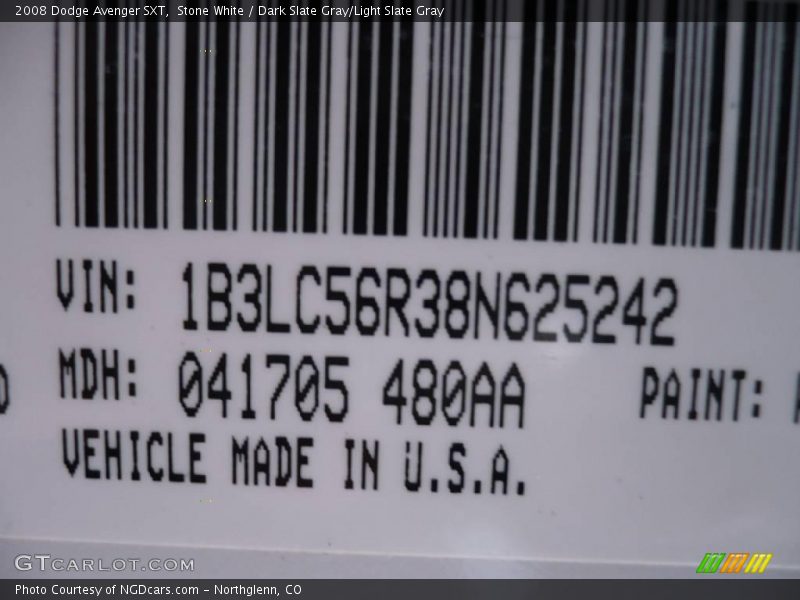 2008 Dodge Avenger SXT, Stone White / Dark Slate Gray/Light Slate Gray
VIN: 1B3LC56R38N625242
MDH: 041705 480AA
PAINT:
VEHICLE MADE IN U.S.A.
GTCARLOT.COM
Photo Courtesy of NGDcars.com - Northglenn, CO